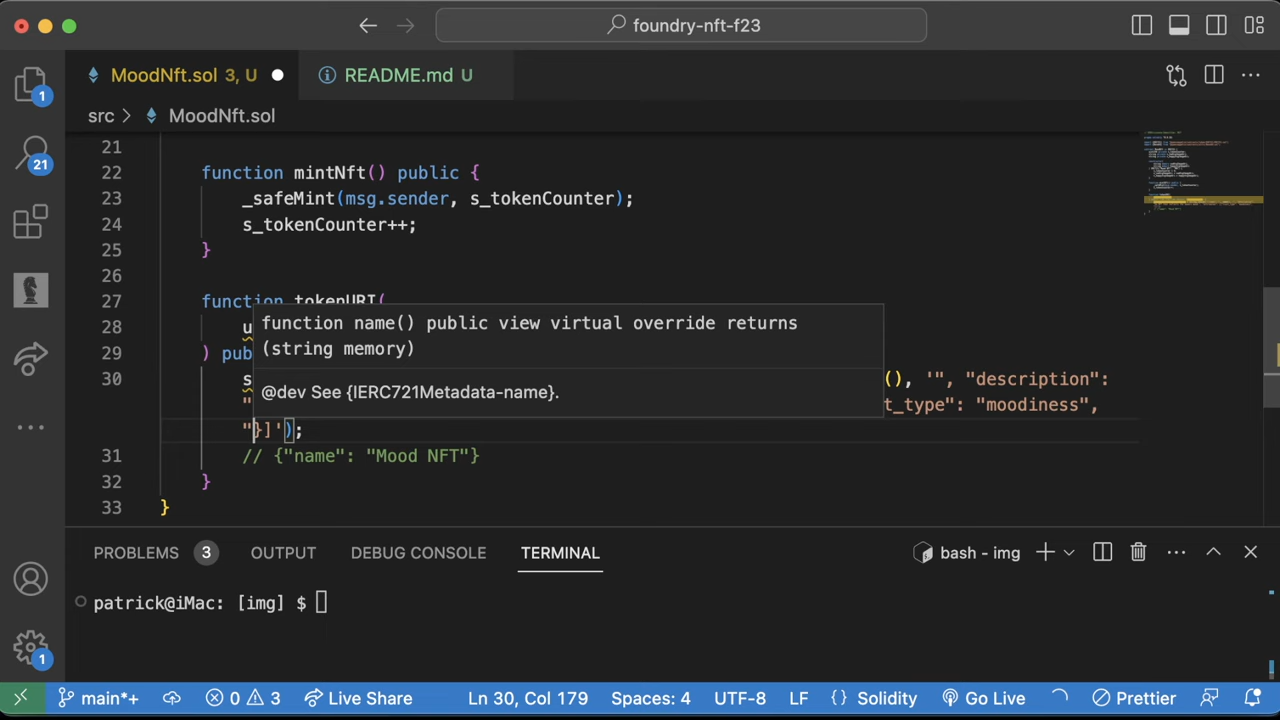 foundry-nft-f23
MoodNft.sol 3, U
README.md U
src > MoodNft.sol
21
22 function mintNft() public {
23 _safeMint(msg.sender, s_tokenCounter);
24 s_tokenCounter++;
25 }
26
27 function tokenURI(
28 u
function name() public view virtual override returns
(string memory)
29 ) pub
30 s
(), '", "description":
@dev See {IERC721Metadata-name}.
" t_type": "moodiness",
"}]');
31 // {"name": "Mood NFT"}
32 }
33 }
1
21
1
PROBLEMS 3 OUTPUT DEBUG CONSOLE TERMINAL
bash - img
patrick@iMac: [img] $
main*+ 0 3 Live Share Ln 30, Col 179 Spaces: 4 UTF-8 LF {} Solidity Go Live Prettier